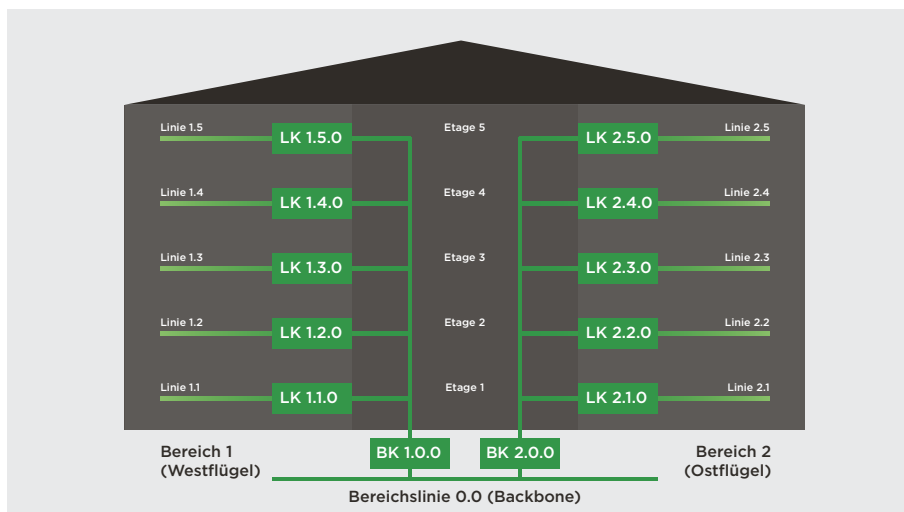 Linie 1.5
LK 1.5.0
Etage 5
LK 2.5.0
Linie 2.5
Linie 1.4
LK 1.4.0
Etage 4
LK 2.4.0
Linie 2.4
Linie 1.3
LK 1.3.0
Etage 3
LK 2.3.0
Linie 2.3
Linie 1.2
LK 1.2.0
Etage 2
LK 2.2.0
Linie 2.2
Linie 1.1
LK 1.1.0
Etage 1
LK 2.1.0
Linie 2.1
Bereich 1
(Westflügel)
BK 1.0.0
BK 2.0.0
Bereich 2
(Ostflügel)
Bereichslinie 0.0 (Backbone)